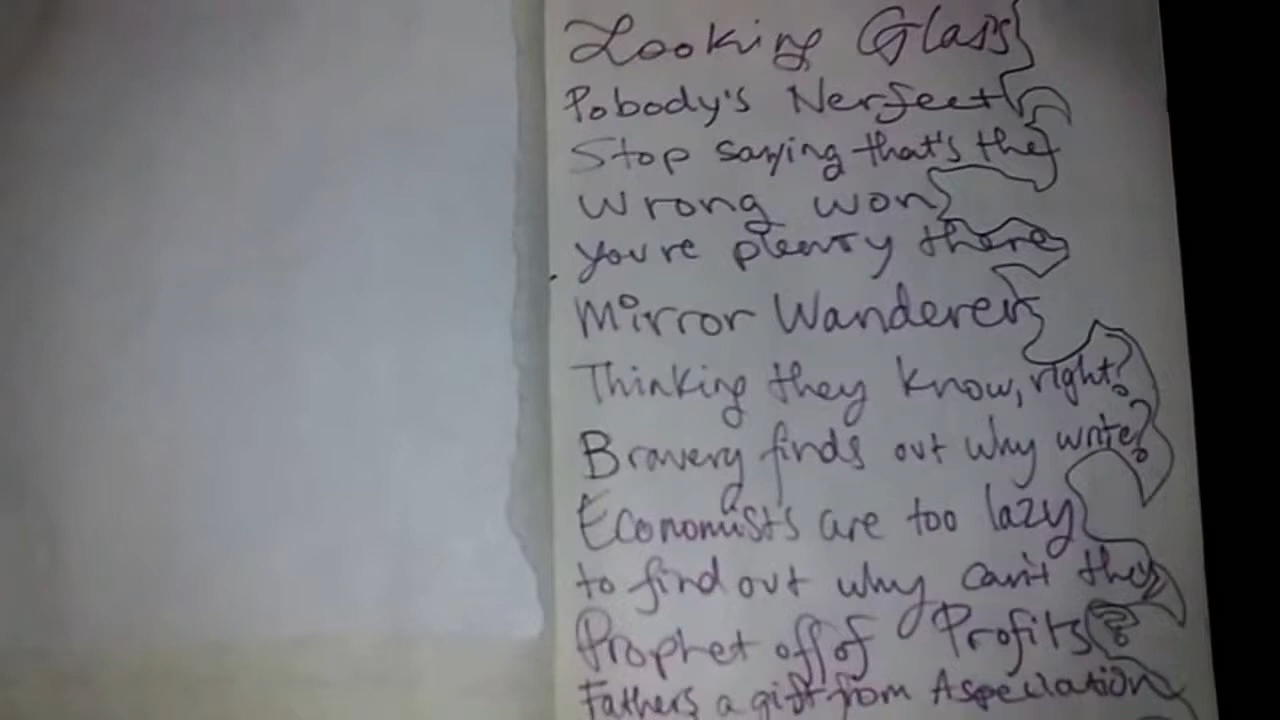 Looking Glass
Pobody's Nerfect
Stop saying that's the
Wrong won
you're plenty there
Mirror Wanderer
Thinking they know, right?
Bravery finds out why write?
Economists are too lazy
to find out why can't they
Prophet off of Profits?
Fathers a gift from